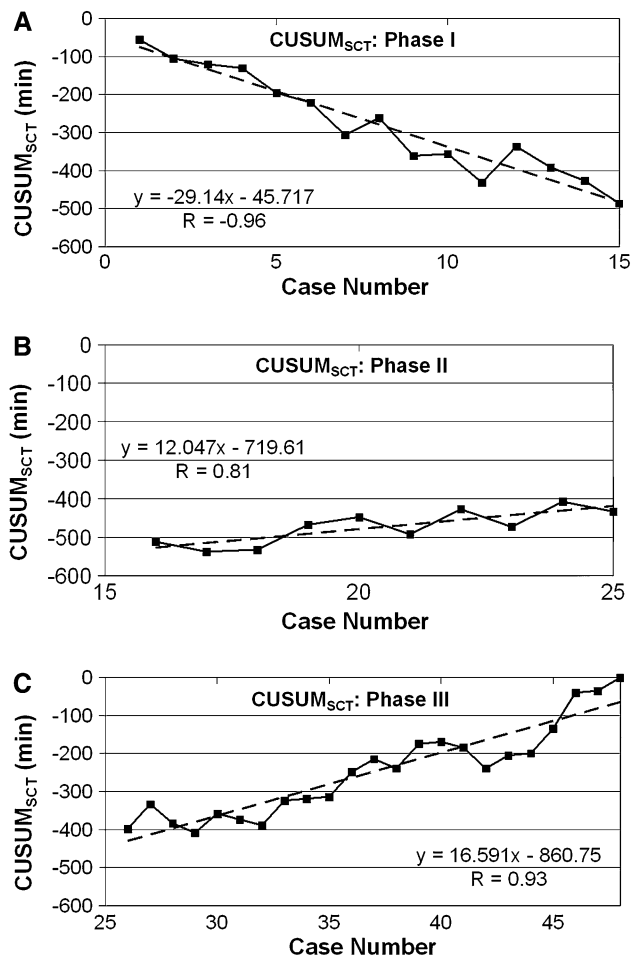 A
CUSUMSCT: Phase I
0
-100
-200
-300
-400
-500
-600
CUSUMSCT (min)
y = -29.14x - 45.717
R = -0.96
0 5 10 15
Case Number
B
CUSUMSCT: Phase II
0
-100
-200
-300
-400
-500
-600
CUSUMSCT (min)
y = 12.047x - 719.61
R = 0.81
15 20 25
Case Number
C
CUSUMSCT: Phase III
0
-100
-200
-300
-400
-500
-600
CUSUMSCT (min)
y = 16.591x - 860.75
R = 0.93
25 30 35 40 45
Case Number